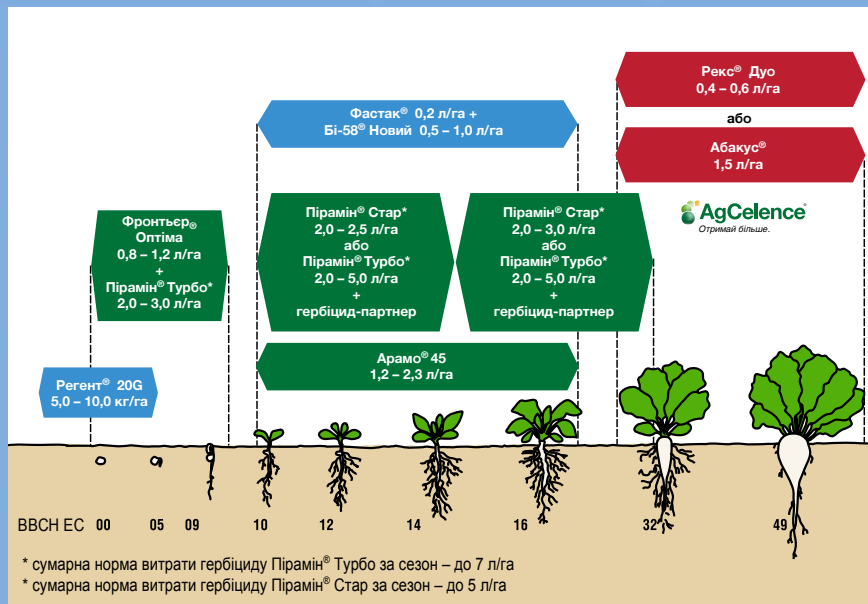 Рекс® Дуо
0,4 – 0,6 л/га
або
Абакус®
1,5 л/га
AgCelence®
Отримай більше.
Фастак® 0,2 л/га +
Бі-58® Новий 0,5 – 1,0 л/га
Фронтьєр®
Оптіма
0,8 – 1,2 л/га
+
Пірамін® Турбо*
2,0 – 3,0 л/га
Пірамін® Стар*
2,0 – 2,5 л/га
або
Пірамін® Турбо*
2,0 – 5,0 л/га
+
гербіцид-партнер
Пірамін® Стар*
2,0 – 3,0 л/га
або
Пірамін® Турбо*
2,0 – 5,0 л/га
+
гербіцид-партнер
Арамо® 45
1,2 – 2,3 л/га
Регент® 20G
5,0 – 10,0 кг/га
ВВСН ЕС 00 05 09 10 12 14 16 32 49
* сумарна норма витрати гербіциду Пірамін® Турбо за сезон – до 7 л/га
* сумарна норма витрати гербіциду Пірамін® Стар за сезон – до 5 л/га